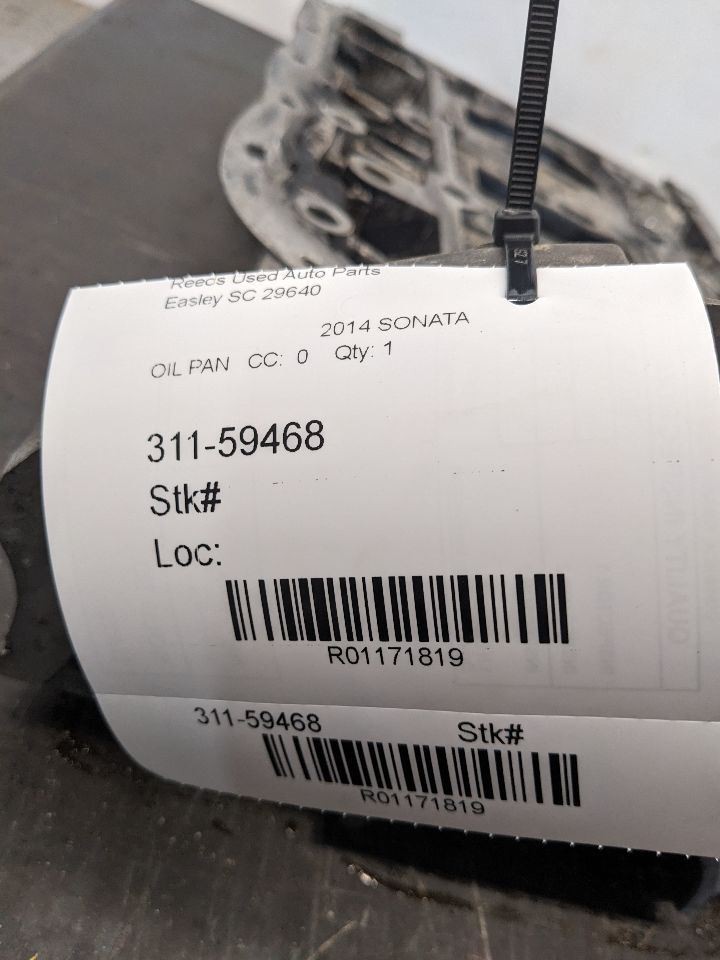 Reeds Used Auto Parts
Easley SC 29640
2014 SONATA
OIL PAN CC: 0 Qty: 1
311-59468
Stk#
Loc:
R01171819
311-59468 Stk#
R01171819